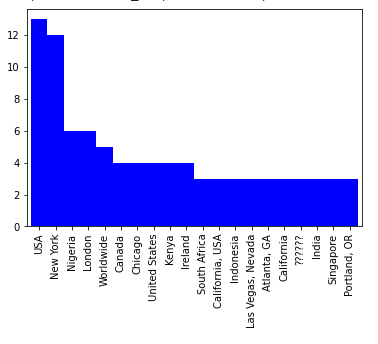 12
10
8
6
4
2
0
USA
New York
Nigeria
London
Worldwide
Canada
Chicago
United States
Kenya
Ireland
South Africa
California, USA
Indonesia
Las Vegas, Nevada
Atlanta, GA
California
??????
India
Singapore
Portland, OR